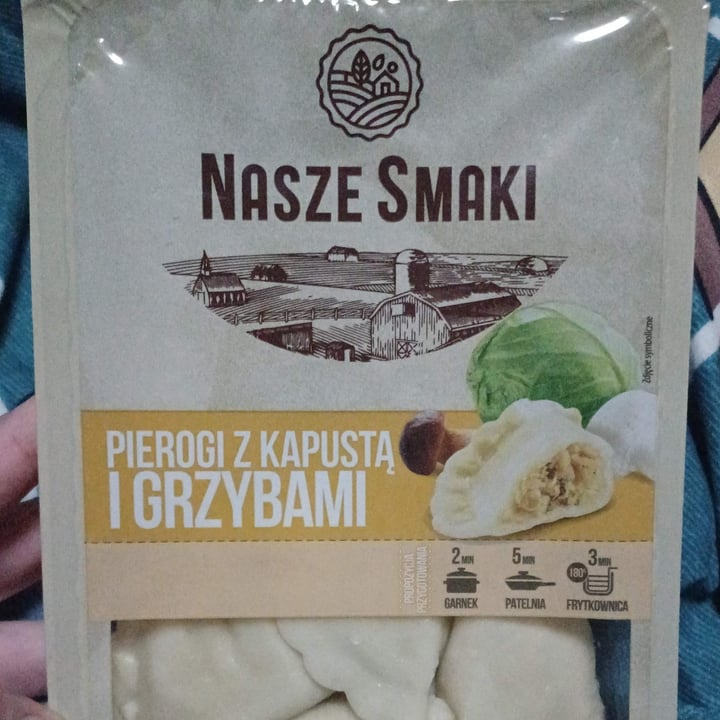 NASZE SMAKI
Zdjęcie symboliczne
PIEROGI Z KAPUSTĄ
I GRZYBAMI
PROPOZYCJA
PRZYGOTOWANIA
2 MIN
GARNEK
5 MIN
PATELNIA
180°
3 MIN
FRYTKOWNICA